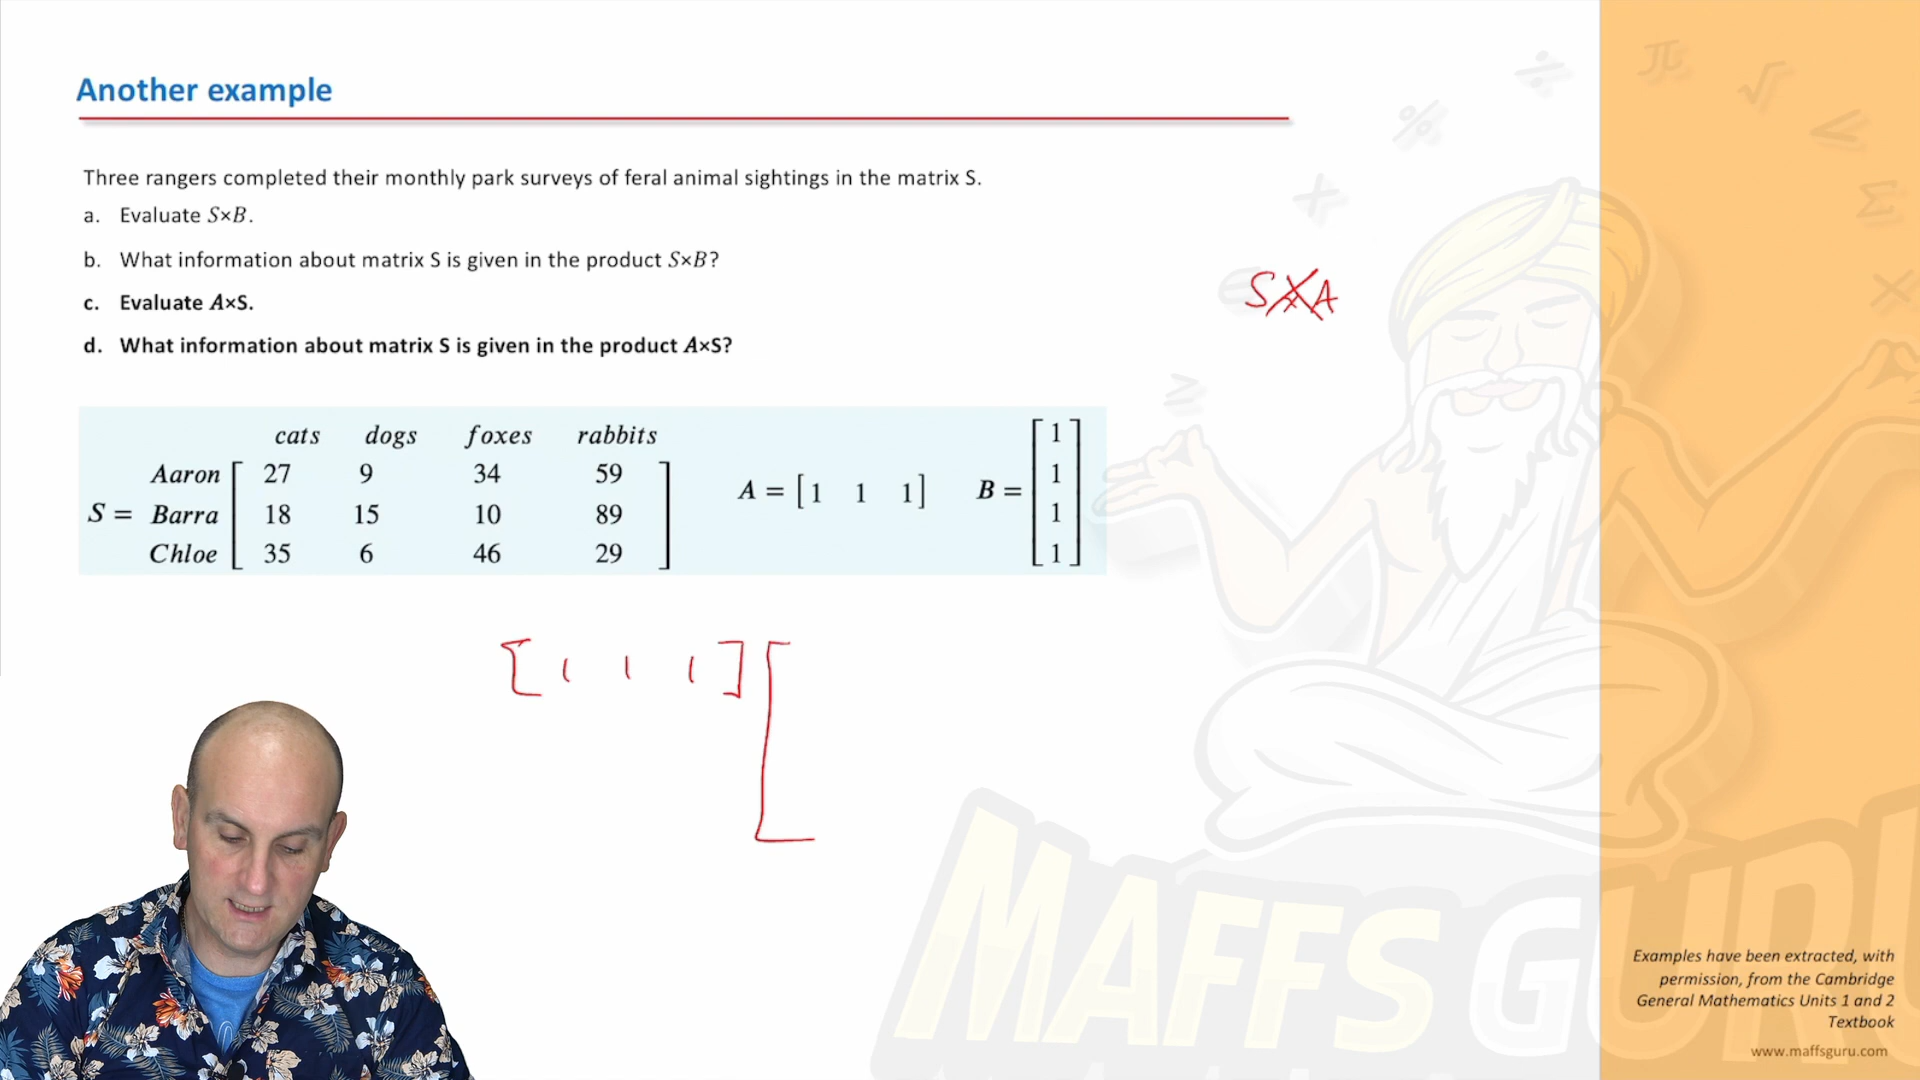 Another example
Three rangers completed their monthly park surveys of feral animal sightings in the matrix S.
a. Evaluate S×B.
b. What information about matrix S is given in the product S×B?
c. Evaluate A×S.
d. What information about matrix S is given in the product A×S?
S×A
cats dogs foxes rabbits
Aaron 27 9 34 59
S = Barra 18 15 10 89
Chloe 35 6 46 29
A = [1 1 1]
B =
1
1
1
1
[1 1 1] [
MAFFS GURU
Examples have been extracted, with
permission, from the Cambridge
General Mathematics Units 1 and 2
Textbook
www.maffsguru.com